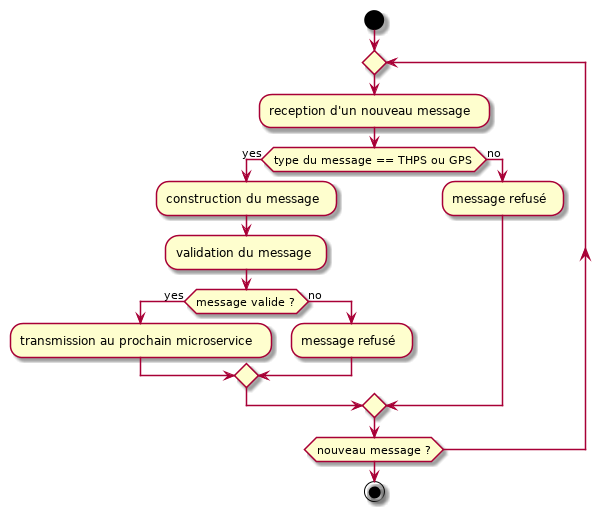 reception d'un nouveau message
type du message == THPS ou GPS
yes
no
construction du message
message refusé
validation du message
message valide ?
yes
no
transmission au prochain microservice
message refusé
nouveau message ?